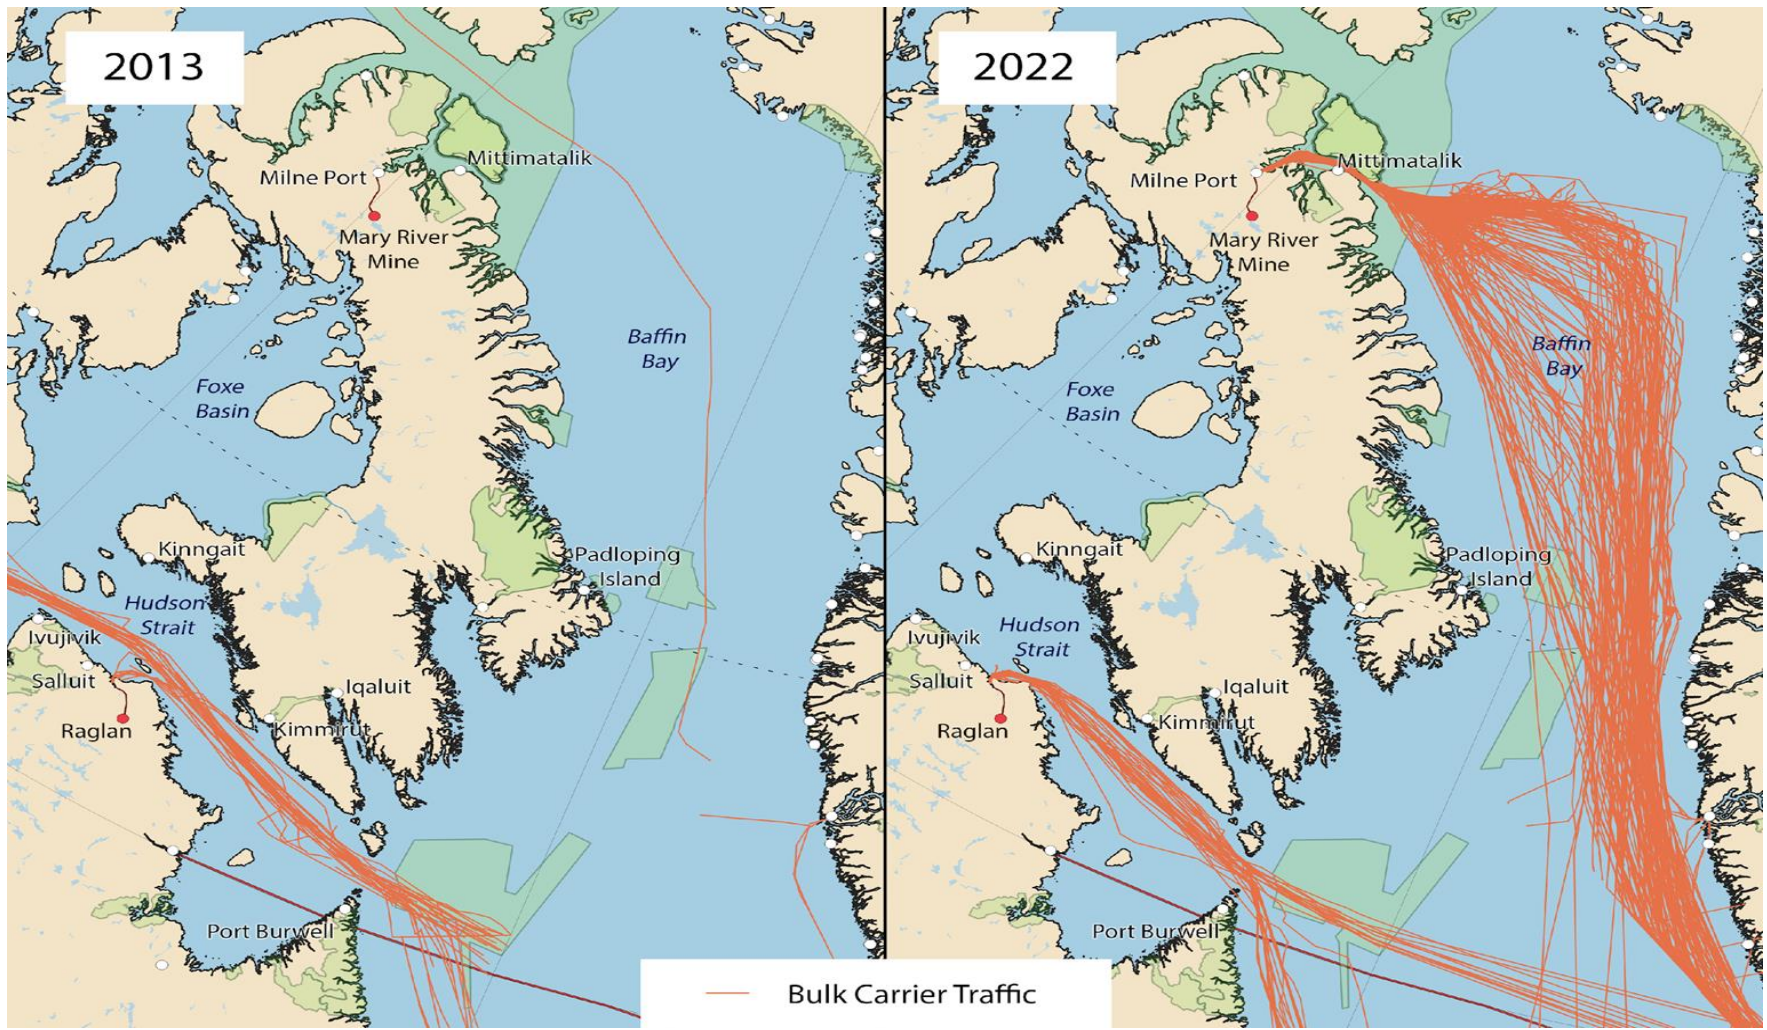 2013
Mittimatalik
Milne Port
Mary River
Mine
Baffin
Bay
Foxe
Basin
Kinngait
Padloping
Island
Hudson
Strait
Ivujivik
Salluit
Iqaluit
Raglan
Kimmirut
Port Burwell
2022
Mittimatalik
Milne Port
Mary River
Mine
Baffin
Bay
Foxe
Basin
Kinngait
Padloping
Island
Hudson
Strait
Ivujivik
Salluit
Iqaluit
Raglan
Kimmirut
Port Burwell
Bulk Carrier Traffic